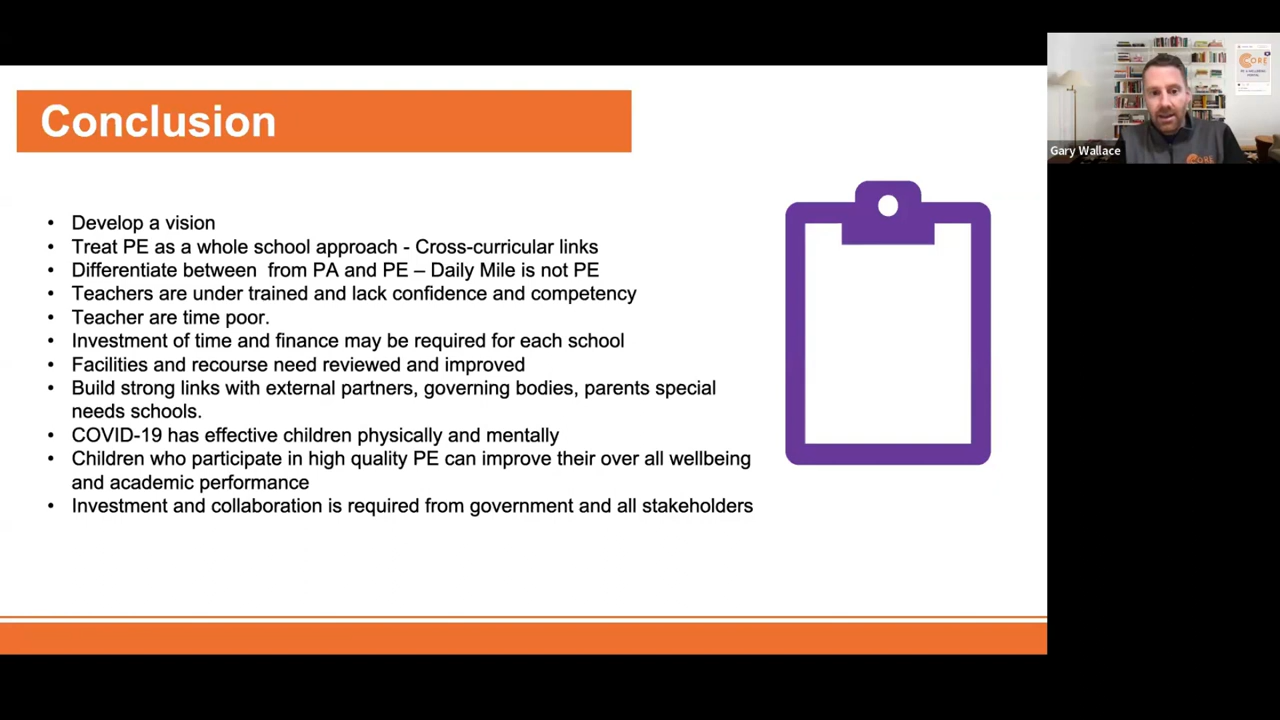 Conclusion
• Develop a vision
• Treat PE as a whole school approach - Cross-curricular links
• Differentiate between  from PA and PE – Daily Mile is not PE
• Teachers are under trained and lack confidence and competency
• Teacher are time poor.
• Investment of time and finance may be required for each school
• Facilities and recourse need reviewed and improved
• Build strong links with external partners, governing bodies, parents special
needs schools.
• COVID-19 has effective children physically and mentally
• Children who participate in high quality PE can improve their over all wellbeing
and academic performance
• Investment and collaboration is required from government and all stakeholders
Gary Wallace
CORE
CORE